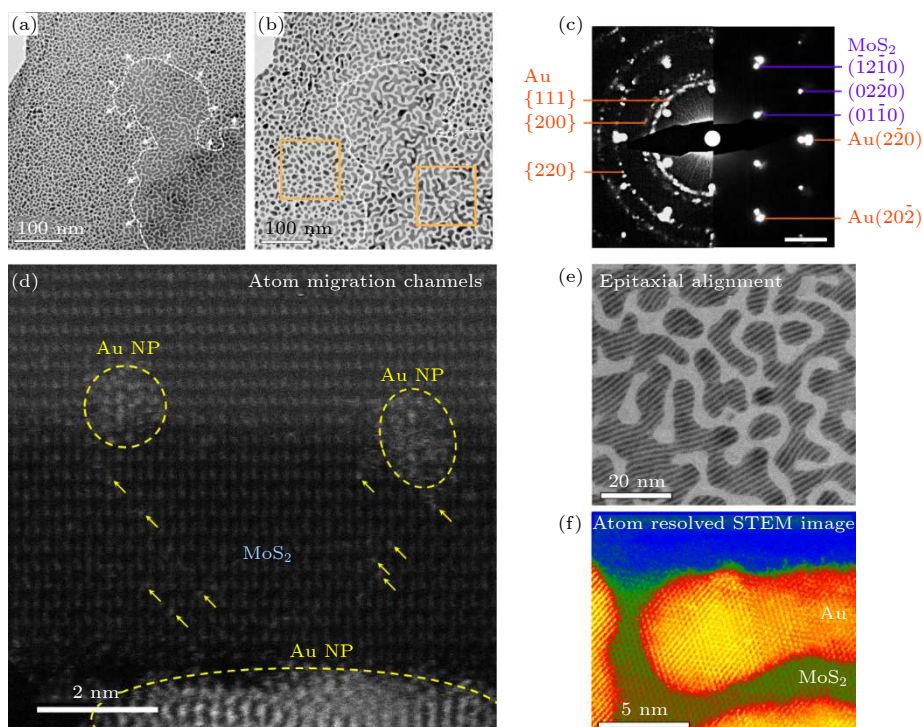 (a)
100 nm
(b)
100 nm
(c)
Au
{111}
{200}
{220}
MoS₂
(1̄21̄0)
(022̄0)
(011̄0)
Au(22̄0)
Au(202̄)
(d)
Atom migration channels
Au NP
Au NP
MoS₂
Au NP
2 nm
(e)
Epitaxial alignment
20 nm
(f)
Atom resolved STEM image
Au
MoS₂
5 nm